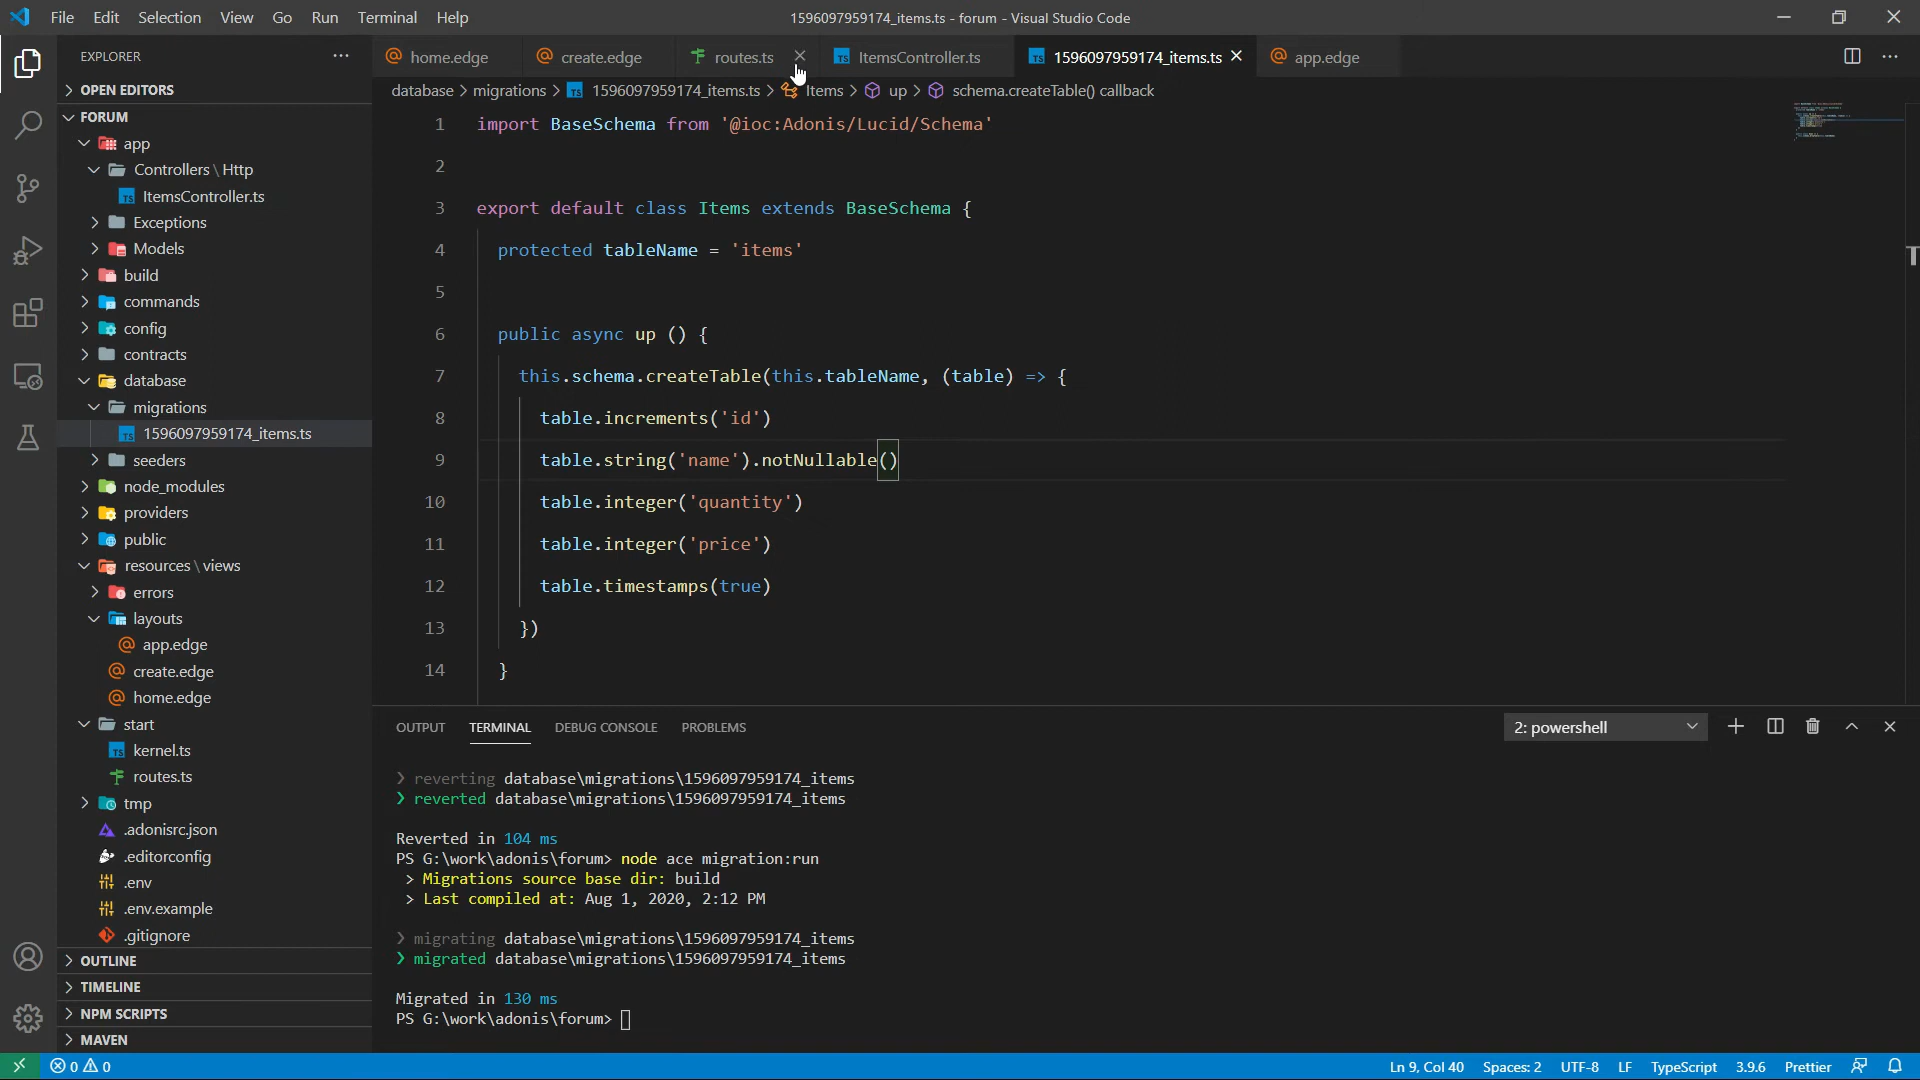 File Edit Selection View Go Run Terminal Help
1596097959174_items.ts - forum - Visual Studio Code
EXPLORER
home.edge
create.edge
routes.ts
ItemsController.ts
1596097959174_items.ts
app.edge
database > migrations > 1596097959174_items.ts > Items > up > schema.createTable() callback
OPEN EDITORS
FORUM
app
Controllers \ Http
ItemsController.ts
Exceptions
Models
build
commands
config
contracts
database
migrations
1596097959174_items.ts
seeders
node_modules
providers
public
resources \ views
errors
layouts
app.edge
create.edge
home.edge
start
kernel.ts
routes.ts
tmp
.adonisrc.json
.editorconfig
.env
.env.example
.gitignore
OUTLINE
TIMELINE
NPM SCRIPTS
MAVEN
1 import BaseSchema from '@ioc:Adonis/Lucid/Schema'
2
3 export default class Items extends BaseSchema {
4 protected tableName = 'items'
5
6 public async up () {
7 this.schema.createTable(this.tableName, (table) => {
8 table.increments('id')
9 table.string('name').notNullable()
10 table.integer('quantity')
11 table.integer('price')
12 table.timestamps(true)
13 })
14 }
OUTPUT TERMINAL DEBUG CONSOLE PROBLEMS
2: powershell
❯ reverting database\migrations\1596097959174_items
❯ reverted database\migrations\1596097959174_items
Reverted in 104 ms
PS G:\work\adonis\forum> node ace migration:run
> Migrations source base dir: build
> Last compiled at: Aug 1, 2020, 2:12 PM
❯ migrating database\migrations\1596097959174_items
❯ migrated database\migrations\1596097959174_items
Migrated in 130 ms
PS G:\work\adonis\forum>
0 0
Ln 9, Col 40 Spaces: 2 UTF-8 LF TypeScript 3.9.6 Prettier